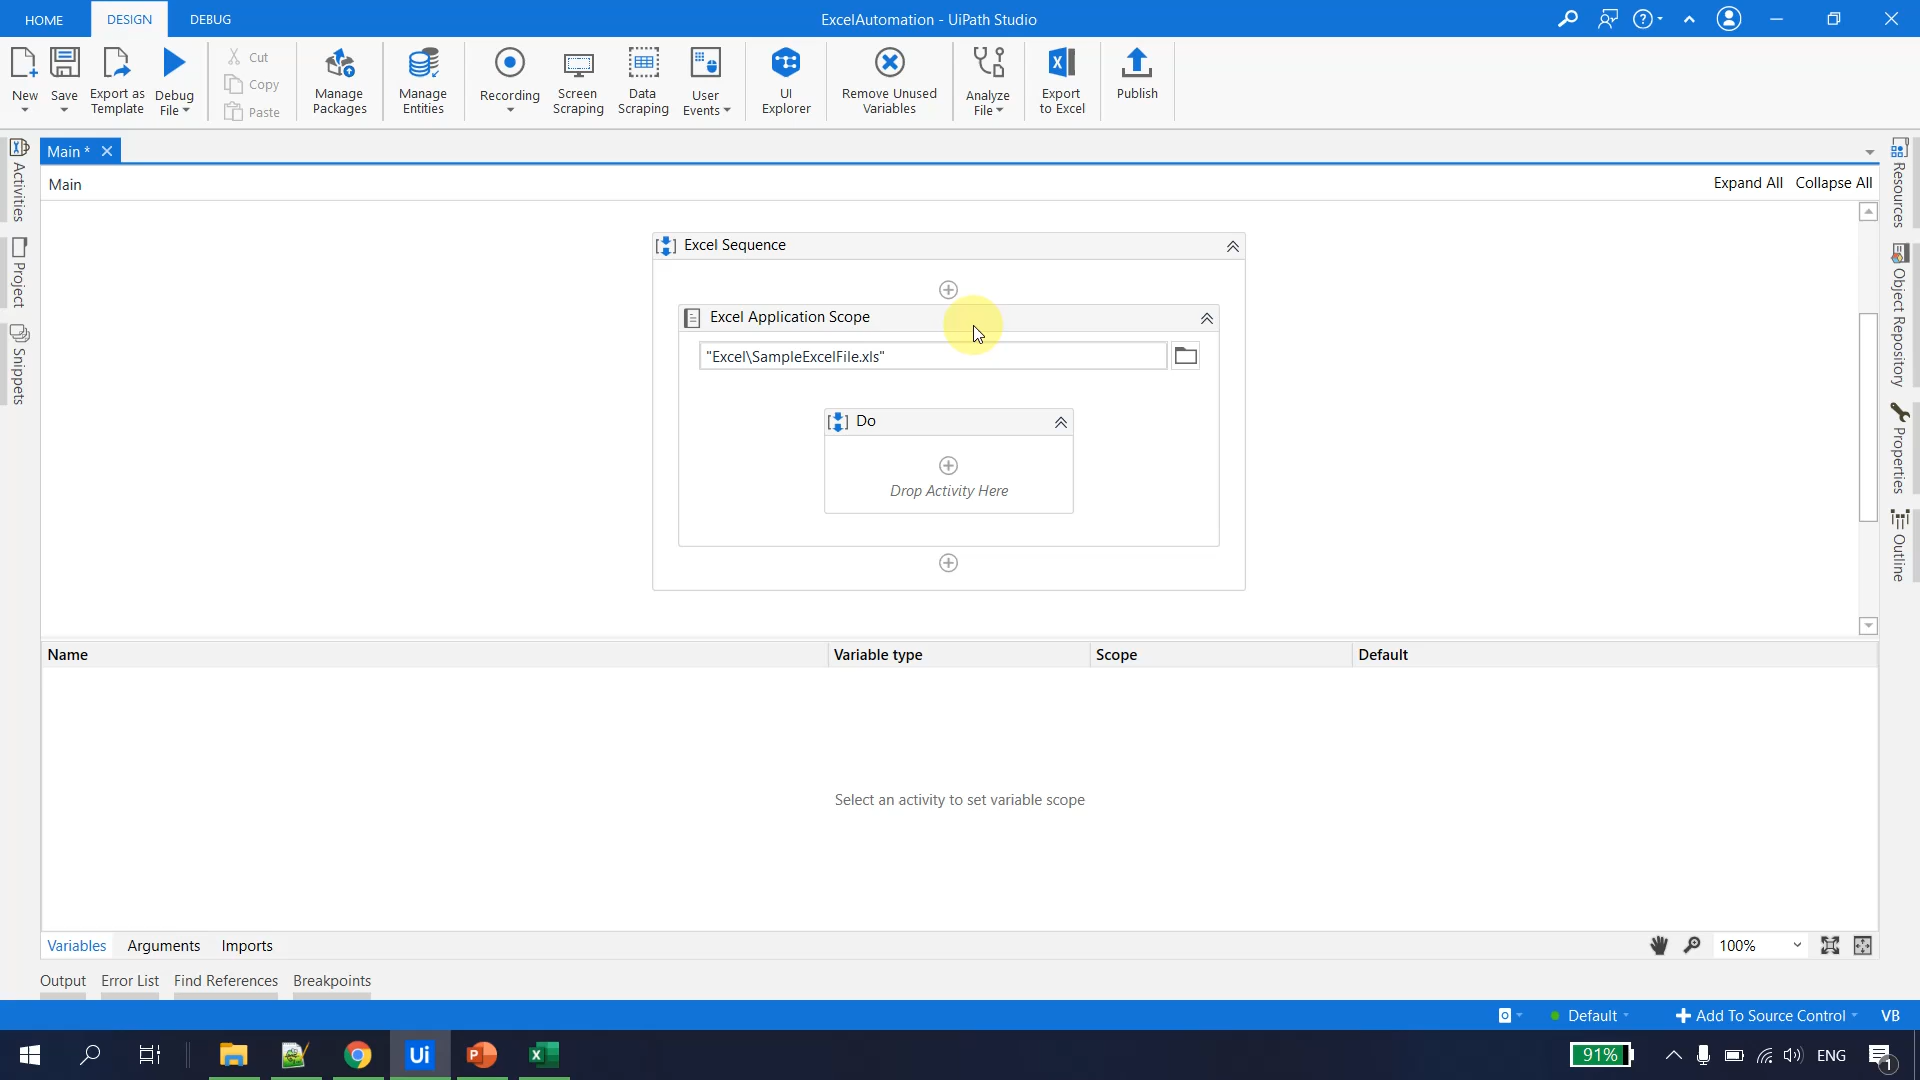 HOME
DESIGN
DEBUG
ExcelAutomation - UiPath Studio
New
Save
Export as
Template
Debug
File
Cut
Copy
Paste
Manage
Packages
Manage
Entities
Recording
Screen
Scraping
Data
Scraping
User
Events
UI
Explorer
Remove Unused
Variables
Analyze
File
Export
to Excel
Publish
Main *
Main
Expand All
Collapse All
Activities
Project
Snippets
Resources
Object Repository
Properties
Outline
Excel Sequence
Excel Application Scope
"Excel\SampleExcelFile.xls"
Do
Drop Activity Here
Name
Variable type
Scope
Default
Select an activity to set variable scope
Variables
Arguments
Imports
100%
Output
Error List
Find References
Breakpoints
Default
Add To Source Control
VB
Ui
91%
ENG
1